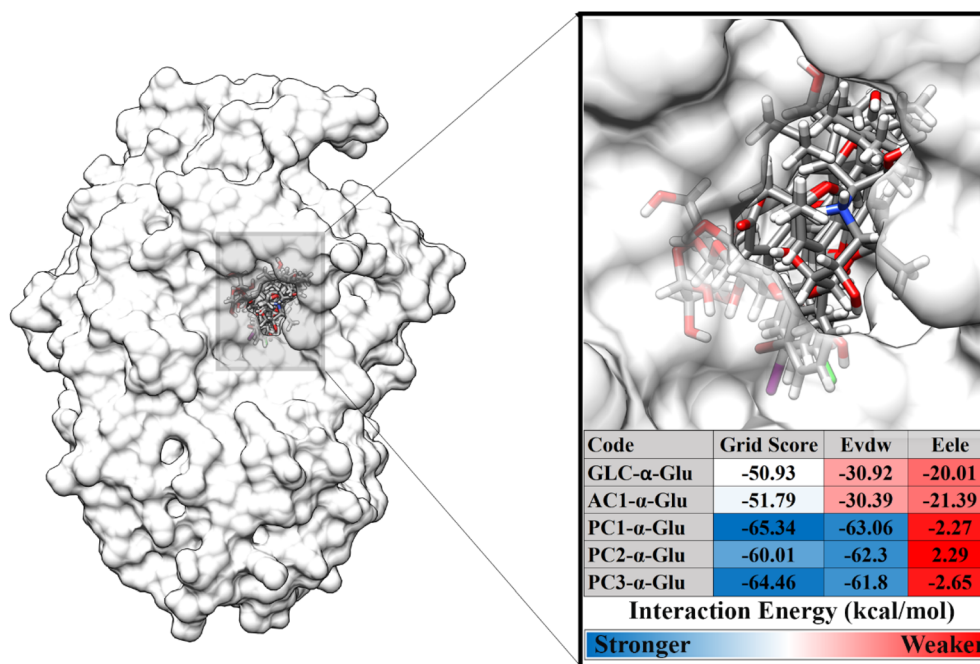 Code Grid Score Evdw Eele
GLC-α-Glu -50.93 -30.92 -20.01
AC1-α-Glu -51.79 -30.39 -21.39
PC1-α-Glu -65.34 -63.06 -2.27
PC2-α-Glu -60.01 -62.3 2.29
PC3-α-Glu -64.46 -61.8 -2.65
Interaction Energy (kcal/mol)
Stronger Weaker